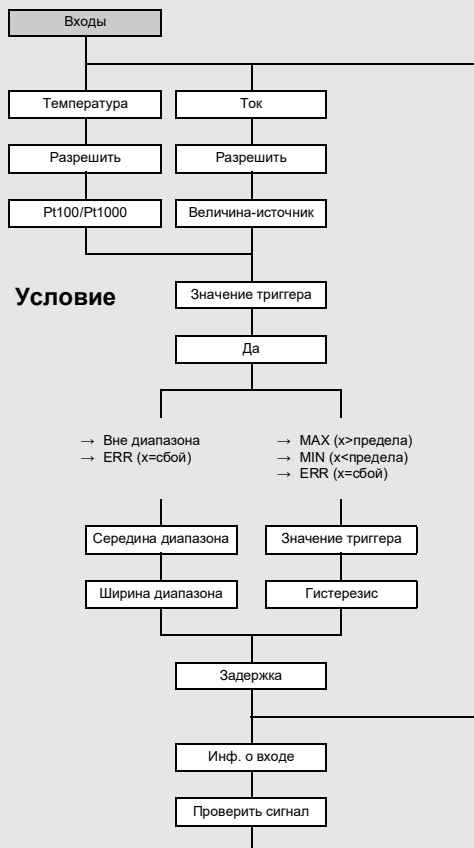 Входы
Температура
Ток
Разрешить
Разрешить
Pt100/Pt1000
Величина-источник
Условие
Значение триггера
Да
→ Вне диапазона
→ ERR (x=сбой)
→ MAX (x>предела)
→ MIN (x<предела)
→ ERR (x=сбой)
Середина диапазона
Значение триггера
Ширина диапазона
Гистерезис
Задержка
Инф. о входе
Проверить сигнал